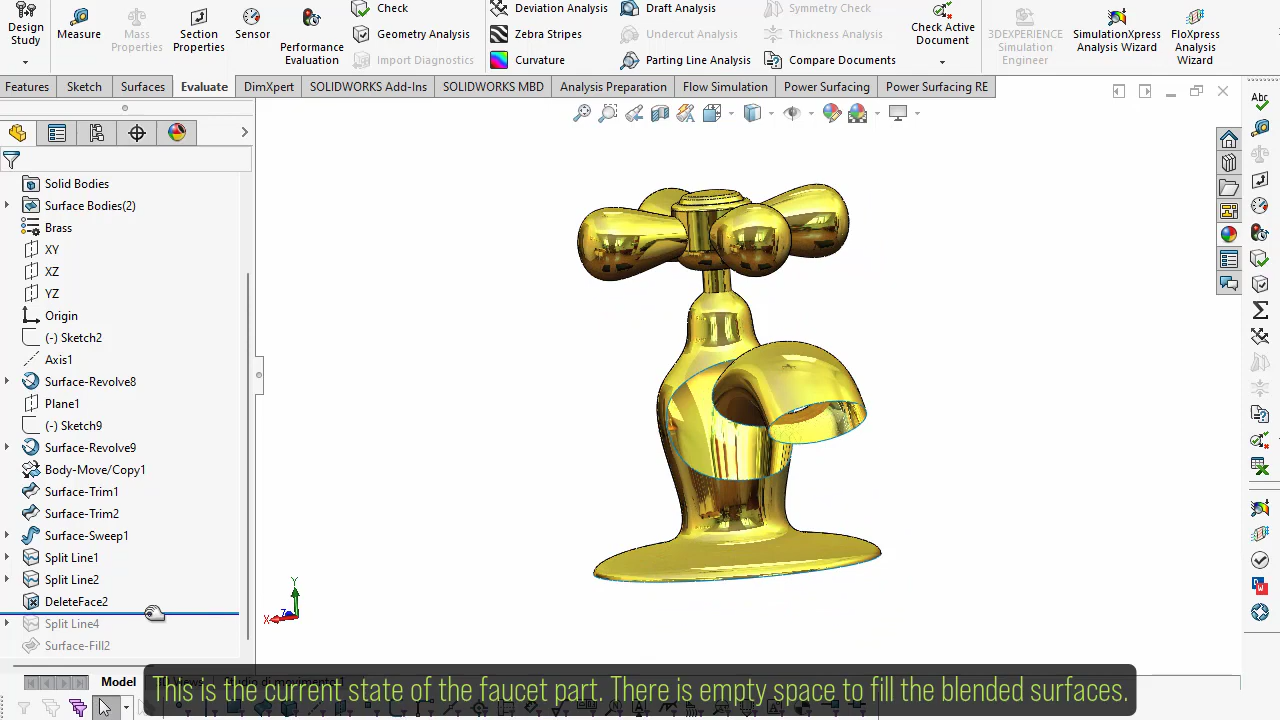 Design
Study
Measure
Mass
Properties
Section
Properties
Sensor
Performance
Evaluation
Check
Geometry Analysis
Import Diagnostics
Deviation Analysis
Zebra Stripes
Curvature
Draft Analysis
Undercut Analysis
Parting Line Analysis
Symmetry Check
Thickness Analysis
Compare Documents
Check Active
Document
3DEXPERIENCE
Simulation
Engineer
SimulationXpress
Analysis Wizard
FloXpress
Analysis
Wizard
Features
Sketch
Surfaces
Evaluate
DimXpert
SOLIDWORKS Add-Ins
SOLIDWORKS MBD
Analysis Preparation
Flow Simulation
Power Surfacing
Power Surfacing RE
Solid Bodies
Surface Bodies(2)
Brass
XY
XZ
YZ
Origin
(-) Sketch2
Axis1
Surface-Revolve8
Plane1
(-) Sketch9
Surface-Revolve9
Body-Move/Copy1
Surface-Trim1
Surface-Trim2
Surface-Sweep1
Split Line1
Split Line2
DeleteFace2
Split Line4
Surface-Fill2
Y
X
Z
Abc
Model
This is the current state of the faucet part. There is empty space to fill the blended surfaces.